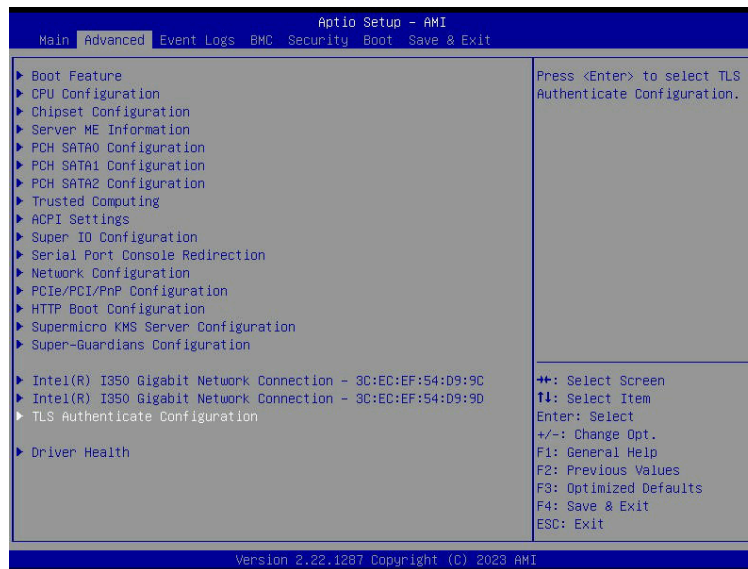 Aptio Setup - AMI
Main Advanced Event Logs BMC Security Boot Save & Exit
▶ Boot Feature
▶ CPU Configuration
▶ Chipset Configuration
▶ Server ME Information
▶ PCH SATA0 Configuration
▶ PCH SATA1 Configuration
▶ PCH SATA2 Configuration
▶ Trusted Computing
▶ ACPI Settings
▶ Super IO Configuration
▶ Serial Port Console Redirection
▶ Network Configuration
▶ PCIe/PCI/PnP Configuration
▶ HTTP Boot Configuration
▶ Supermicro KMS Server Configuration
▶ Super-Guardians Configuration
▶ Intel(R) I350 Gigabit Network Connection - 3C:EC:EF:54:D9:9C
▶ Intel(R) I350 Gigabit Network Connection - 3C:EC:EF:54:D9:9D
▶ TLS Authenticate Configuration
▶ Driver Health
Press <Enter> to select TLS
Authenticate Configuration.
→←: Select Screen
↑↓: Select Item
Enter: Select
+/-: Change Opt.
F1: General Help
F2: Previous Values
F3: Optimized Defaults
F4: Save & Exit
ESC: Exit
Version 2.22.1287 Copyright (C) 2023 AMI